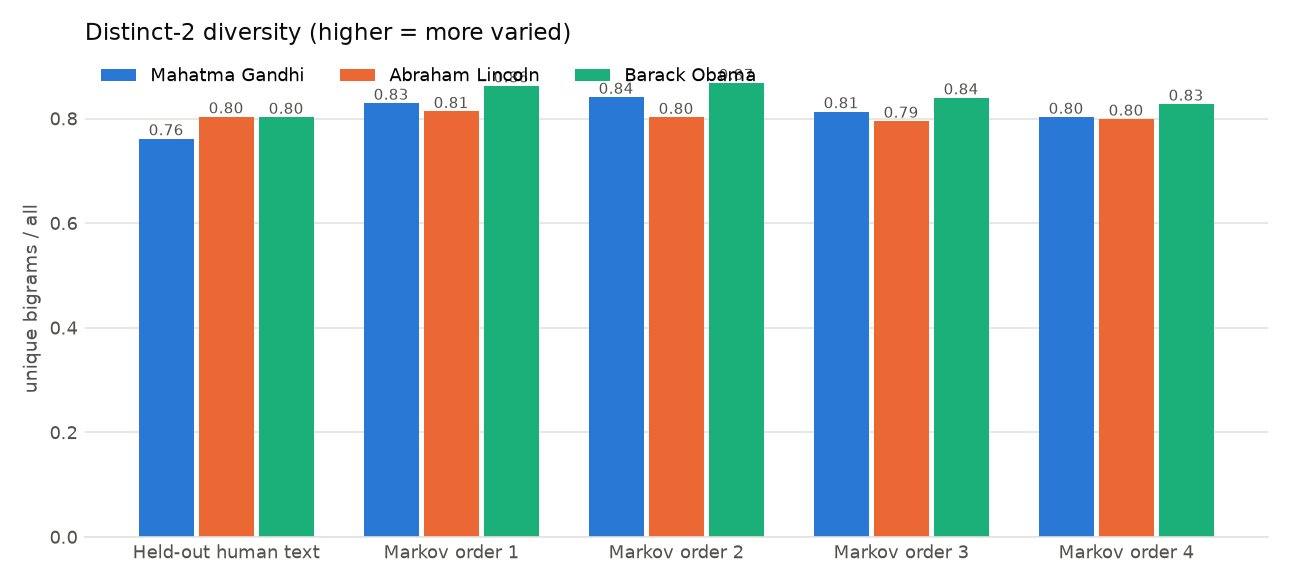 Distinct-2 diversity (higher = more varied)
Mahatma Gandhi Abraham Lincoln Barack Obama
0.76 0.80 0.80 0.83 0.81 0.84 0.80 0.81 0.79 0.84 0.80 0.80 0.83
unique bigrams / all
0.8
0.6
0.4
0.2
0.0
Held-out human text Markov order 1 Markov order 2 Markov order 3 Markov order 4